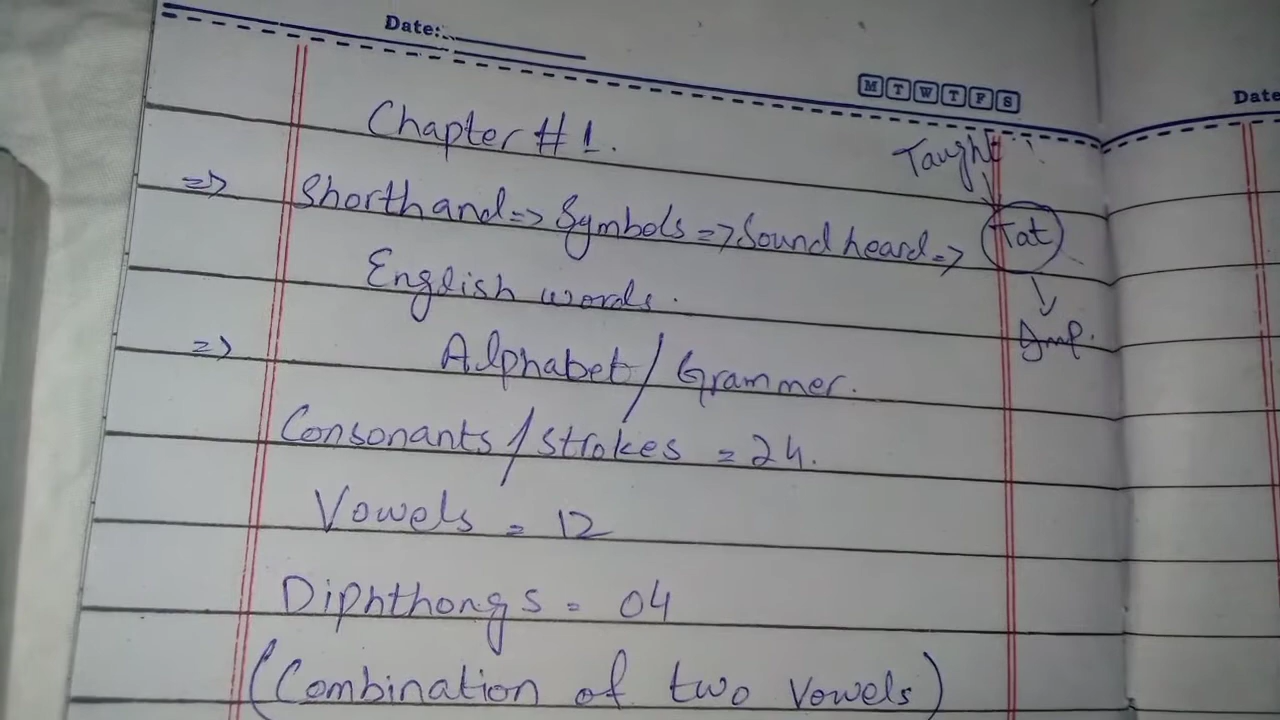 Date:
M T W T F S
Date
Chapter # 1.
Taught
=> Shorthand => Symbols => Sound heard => Tat
English words.
Imp.
=> Alphabet / Grammer.
Consonants / Strokes = 24.
Vowels = 12
Diphthongs = 04
(Combination of two Vowels)